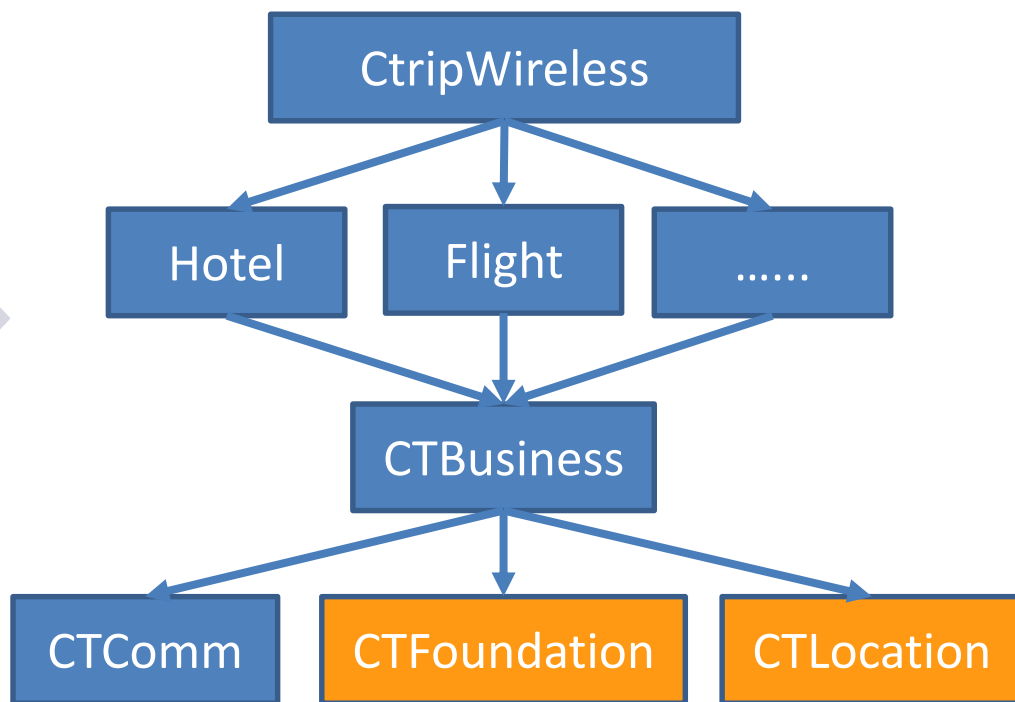 CtripWireless
Hotel
Flight
......
CTBusiness
CTComm
CTFoundation
CTLocation